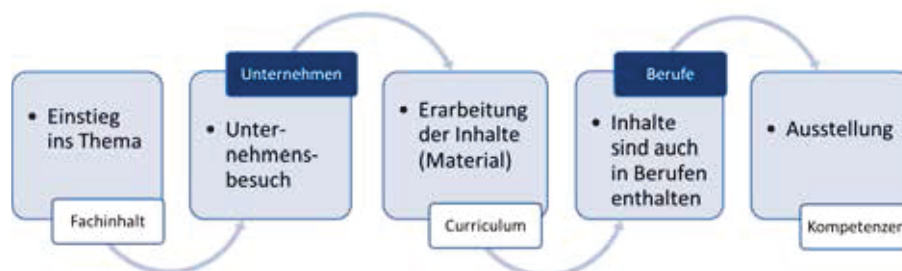 • Einstieg
ins Thema
Fachinhalt
Unternehmen
• Unter-
nehmens-
besuch
• Erarbeitung
der Inhalte
(Material)
Curriculum
Berufe
• Inhalte
sind auch
in Berufen
enthalten
• Ausstellung
Kompetenzen